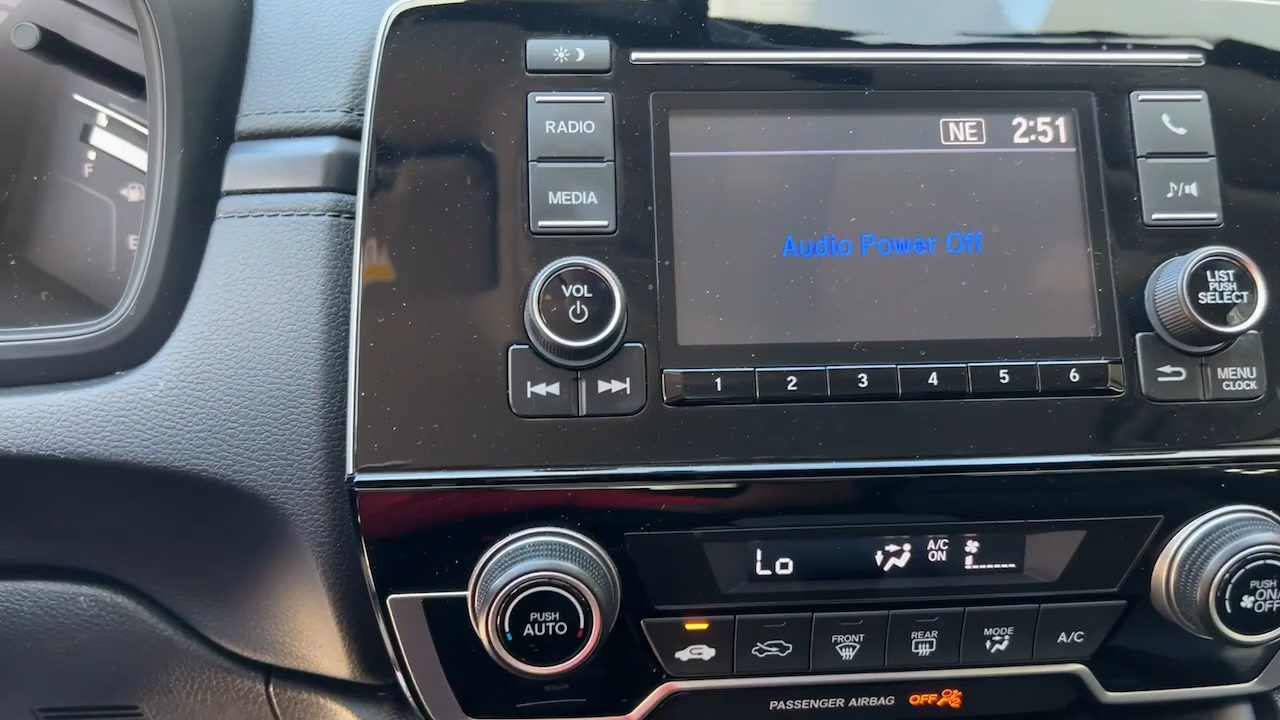 F
E
RADIO
MEDIA
VOL
NE 2:51
Audio Power Off
LIST
PUSH
SELECT
MENU
CLOCK
1 2 3 4 5 6
Lo
A/C
ON
PUSH
AUTO
PUSH
ON/
OFF
FRONT
REAR
MODE
A/C
PASSENGER AIRBAG OFF